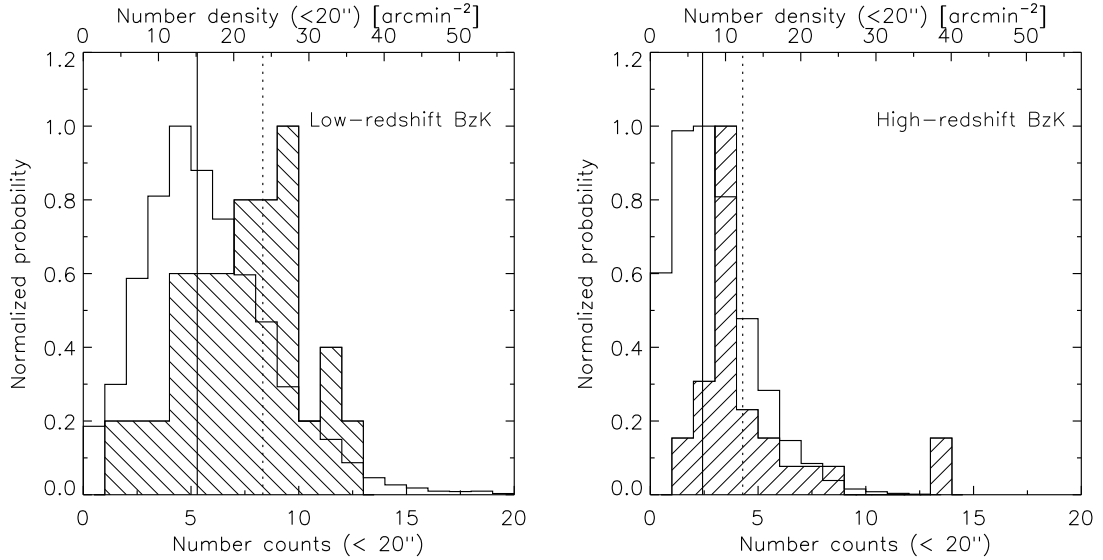 Number density (<20'') [arcmin⁻²]
0 10 20 30 40 50
1.2
1.0
0.8
0.6
0.4
0.2
0.0
Normalized probability
Low-redshift BzK
0 5 10 15 20
Number counts (< 20'')
Number density (<20'') [arcmin⁻²]
0 10 20 30 40 50
1.2
1.0
0.8
0.6
0.4
0.2
0.0
Normalized probability
High-redshift BzK
0 5 10 15 20
Number counts (< 20'')